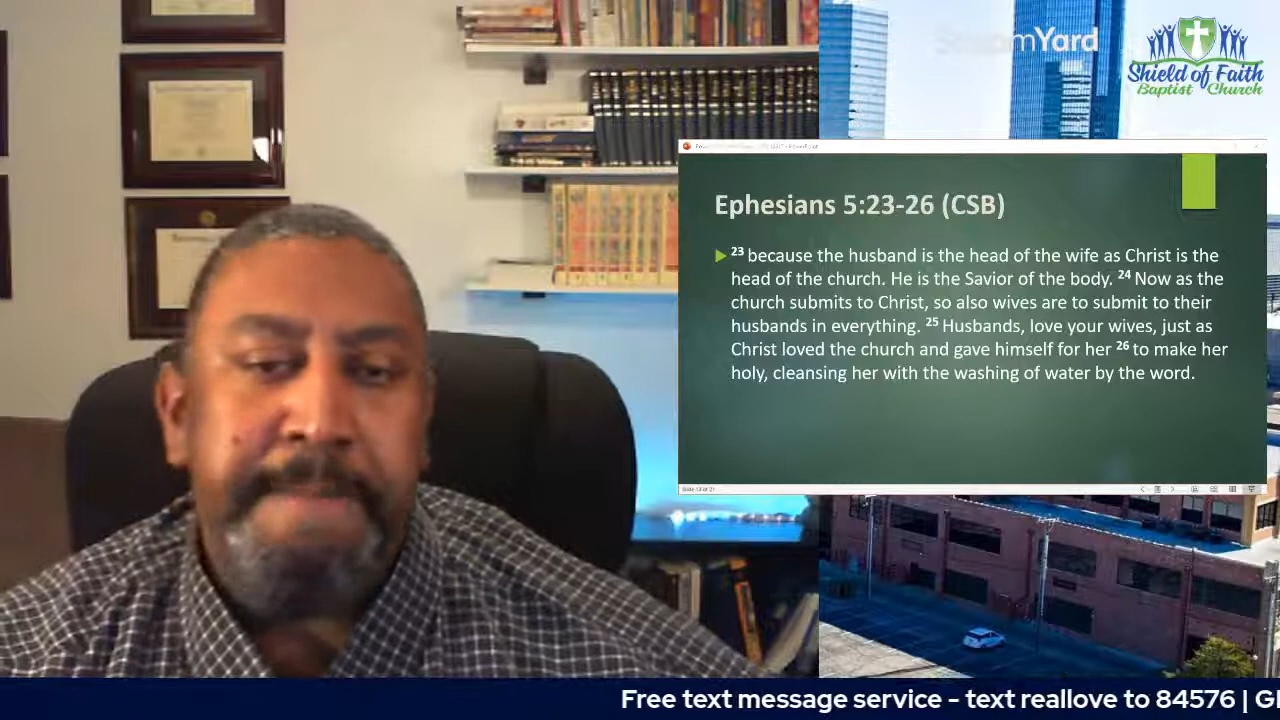 mYard
Shield of Faith
Baptist Church
Ephesians 5:23-26 (CSB)
23 because the husband is the head of the wife as Christ is the
head of the church. He is the Savior of the body. 24 Now as the
church submits to Christ, so also wives are to submit to their
husbands in everything. 25 Husbands, love your wives, just as
Christ loved the church and gave himself for her 26 to make her
holy, cleansing her with the washing of water by the word.
Free text message service - text reallove to 84576 | G